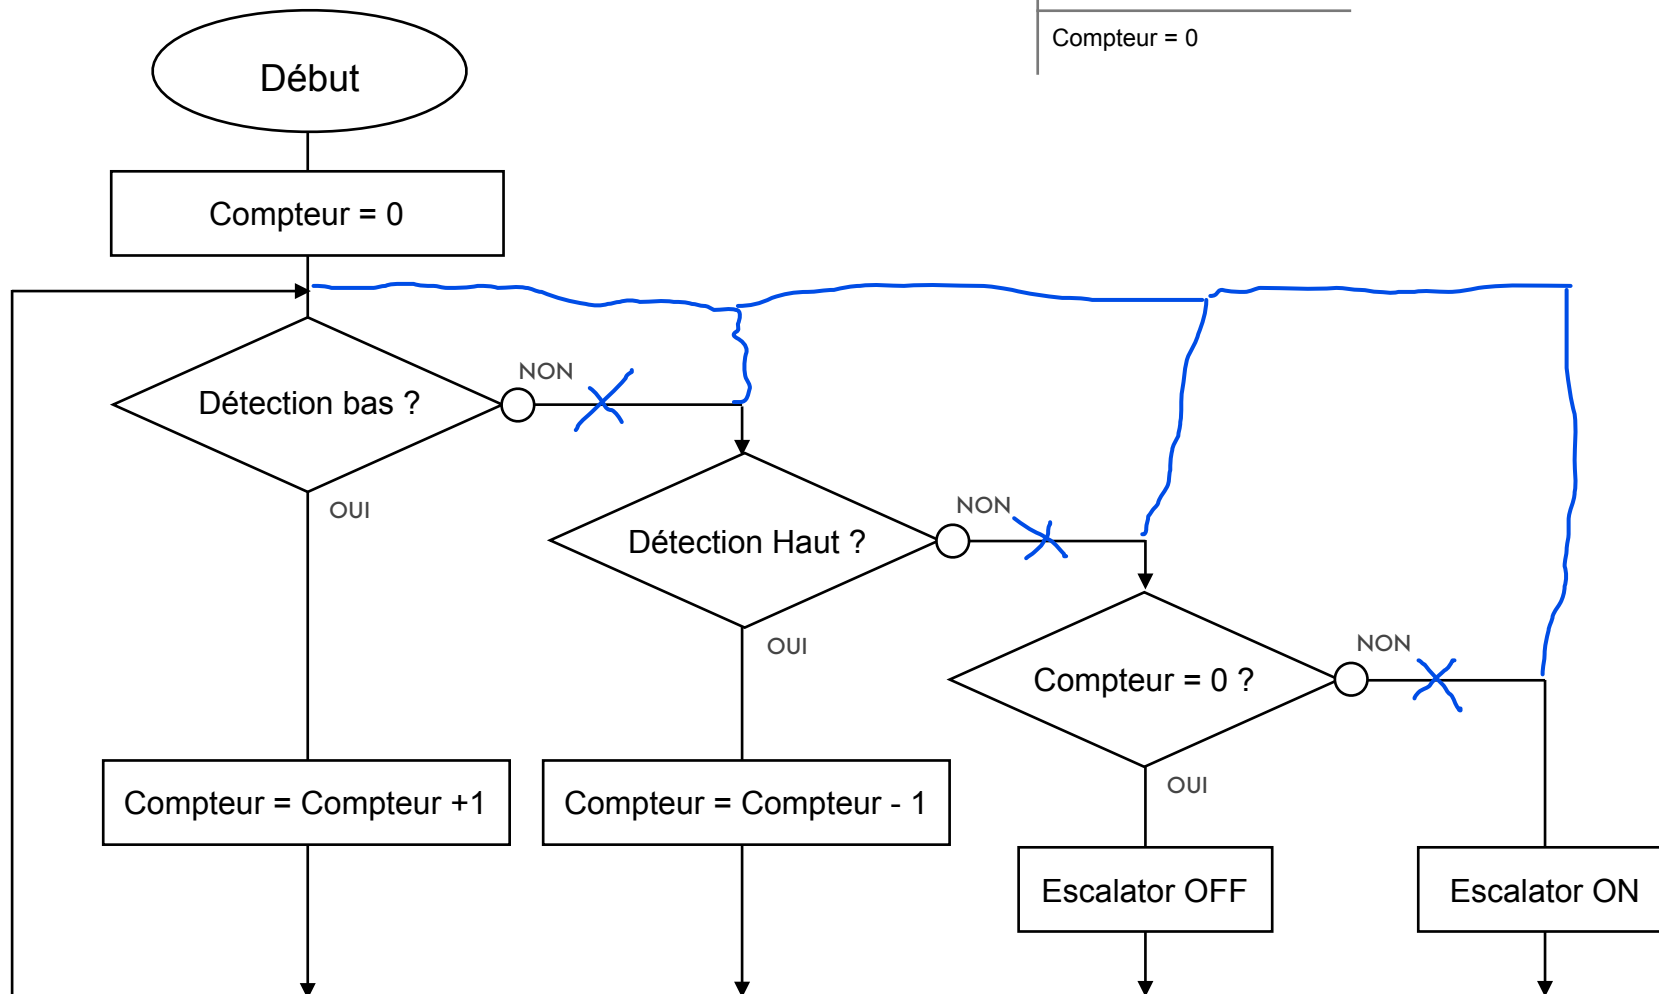 Compteur = 0
Début
Compteur = 0
Détection bas ?
NON
OUI
Détection Haut ?
NON
OUI
Compteur = 0 ?
NON
OUI
Compteur = Compteur +1
Compteur = Compteur - 1
Escalator OFF
Escalator ON